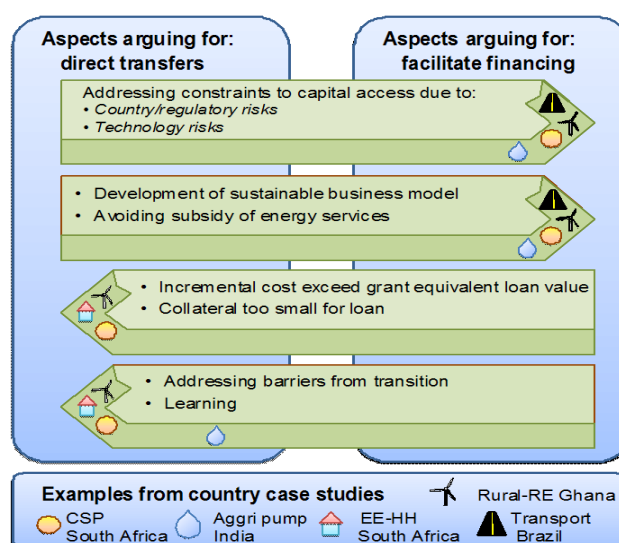 Aspects arguing for:
direct transfers
Aspects arguing for:
facilitate financing
Addressing constraints to capital access due to:
• Country/regulatory risks
• Technology risks
• Development of sustainable business model
• Avoiding subsidy of energy services
• Incremental cost exceed grant equivalent loan value
• Collateral too small for loan
• Addressing barriers from transition
• Learning
Examples from country case studies
Rural-RE Ghana
CSP
South Africa
Aggri pump
India
EE-HH
South Africa
Transport
Brazil